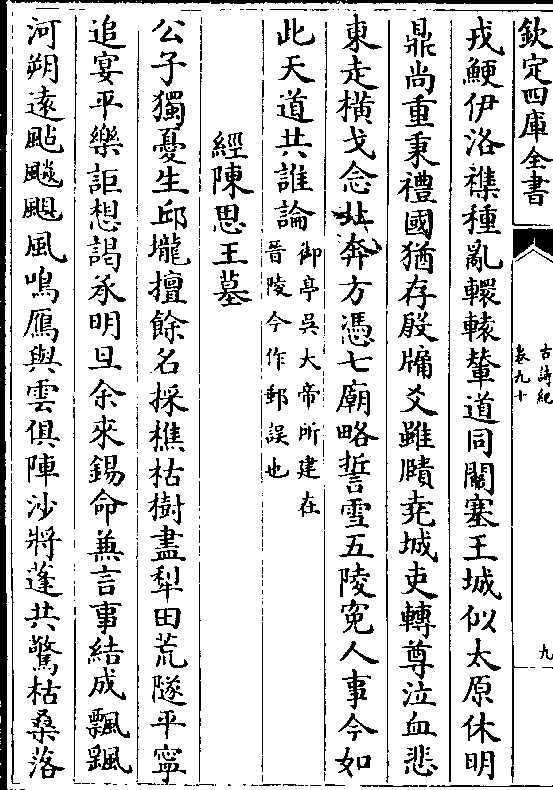 欽定四庫全書
古詩紀
卷九十
九
戎鯁伊洛襍種亂轘轅輦道同關塞王城似太原休明
鼎尚重秉禮國猶存殷牖爻雖賾堯城吏轉尊泣血悲
東走橫戈念北奔方憑七廟略誓雪五陵寃人事今如
此天道共誰論
御亭吳大帝所建在
晉陵今作郵誤也
經陳思王墓
公子獨憂生邱壠擅餘名採樵枯樹盡犁田荒隧平寧
追宴平樂詎想謁承明旦余來錫命兼言事結成飄颻
河朔遠颭飈颶風鳴鴈與雲俱陣沙將蓬共驚枯桑落